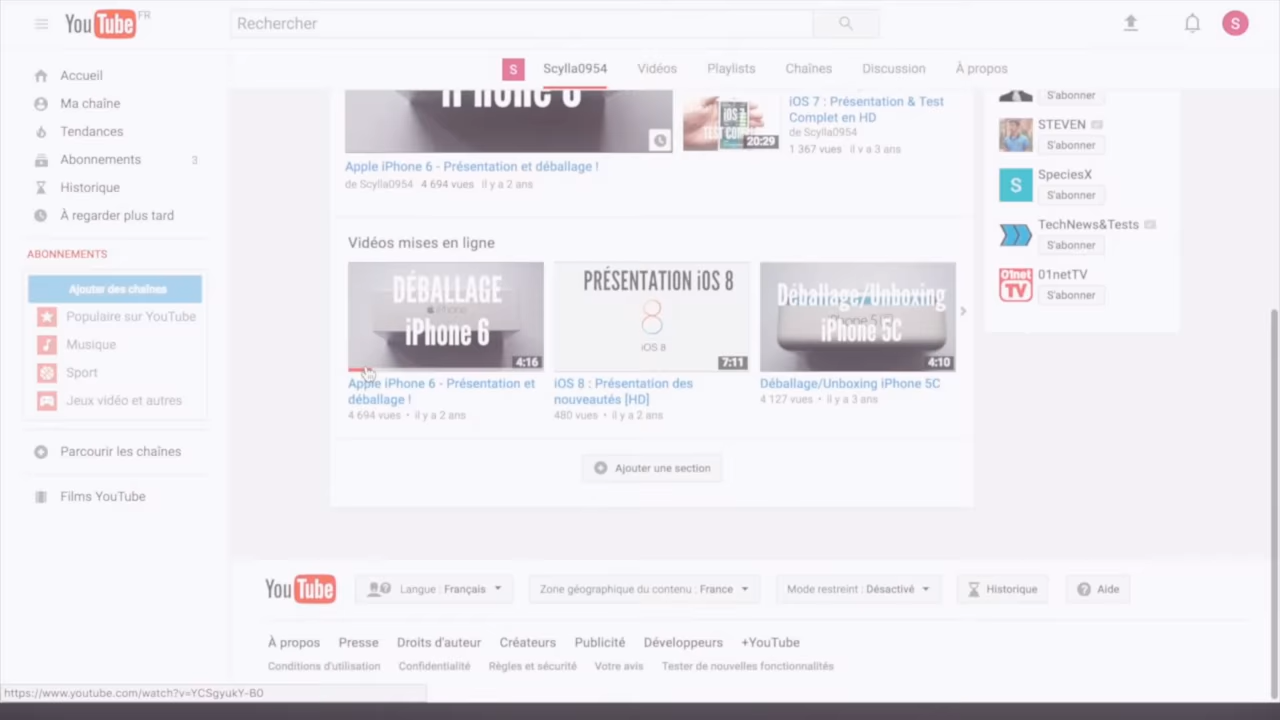 YouTube FR
Rechercher
S
S
Scylla0954
Vidéos
Playlists
Chaînes
Discussion
À propos
Accueil
Ma chaîne
Tendances
Abonnements 3
Historique
À regarder plus tard
ABONNEMENTS
Ajouter des chaînes
Populaire sur YouTube
Musique
Sport
Jeux vidéo et autres
Parcourir les chaînes
Films YouTube
iPhone 6
Apple iPhone 6 - Présentation et déballage !
de Scylla0954 4 694 vues il y a 2 ans
iOS 7
TEST COMPLET
20:29
iOS 7 : Présentation & Test
Complet en HD
de Scylla0954
1 367 vues il y a 3 ans
Vidéos mises en ligne
DÉBALLAGE
iPhone 6
4:16
Apple iPhone 6 - Présentation et
déballage !
4 694 vues • il y a 2 ans
PRÉSENTATION iOS 8
8
iOS 8
7:11
iOS 8 : Présentation des
nouveautés [HD]
480 vues • il y a 2 ans
Déballage/Unboxing
iPhone 5C
4:10
Déballage/Unboxing iPhone 5C
4 127 vues • il y a 3 ans
Ajouter une section
S'abonner
STEVEN
S'abonner
S
SpeciesX
S'abonner
TechNews&Tests
S'abonner
01net
TV
01netTV
S'abonner
YouTube
Langue : Français
Zone géographique du contenu : France
Mode restreint : Désactivé
Historique
Aide
À propos Presse Droits d'auteur Créateurs Publicité Développeurs +YouTube
Conditions d'utilisation Confidentialité Règles et sécurité Votre avis Tester de nouvelles fonctionnalités
https://www.youtube.com/watch?v=YCSgyukY-B0